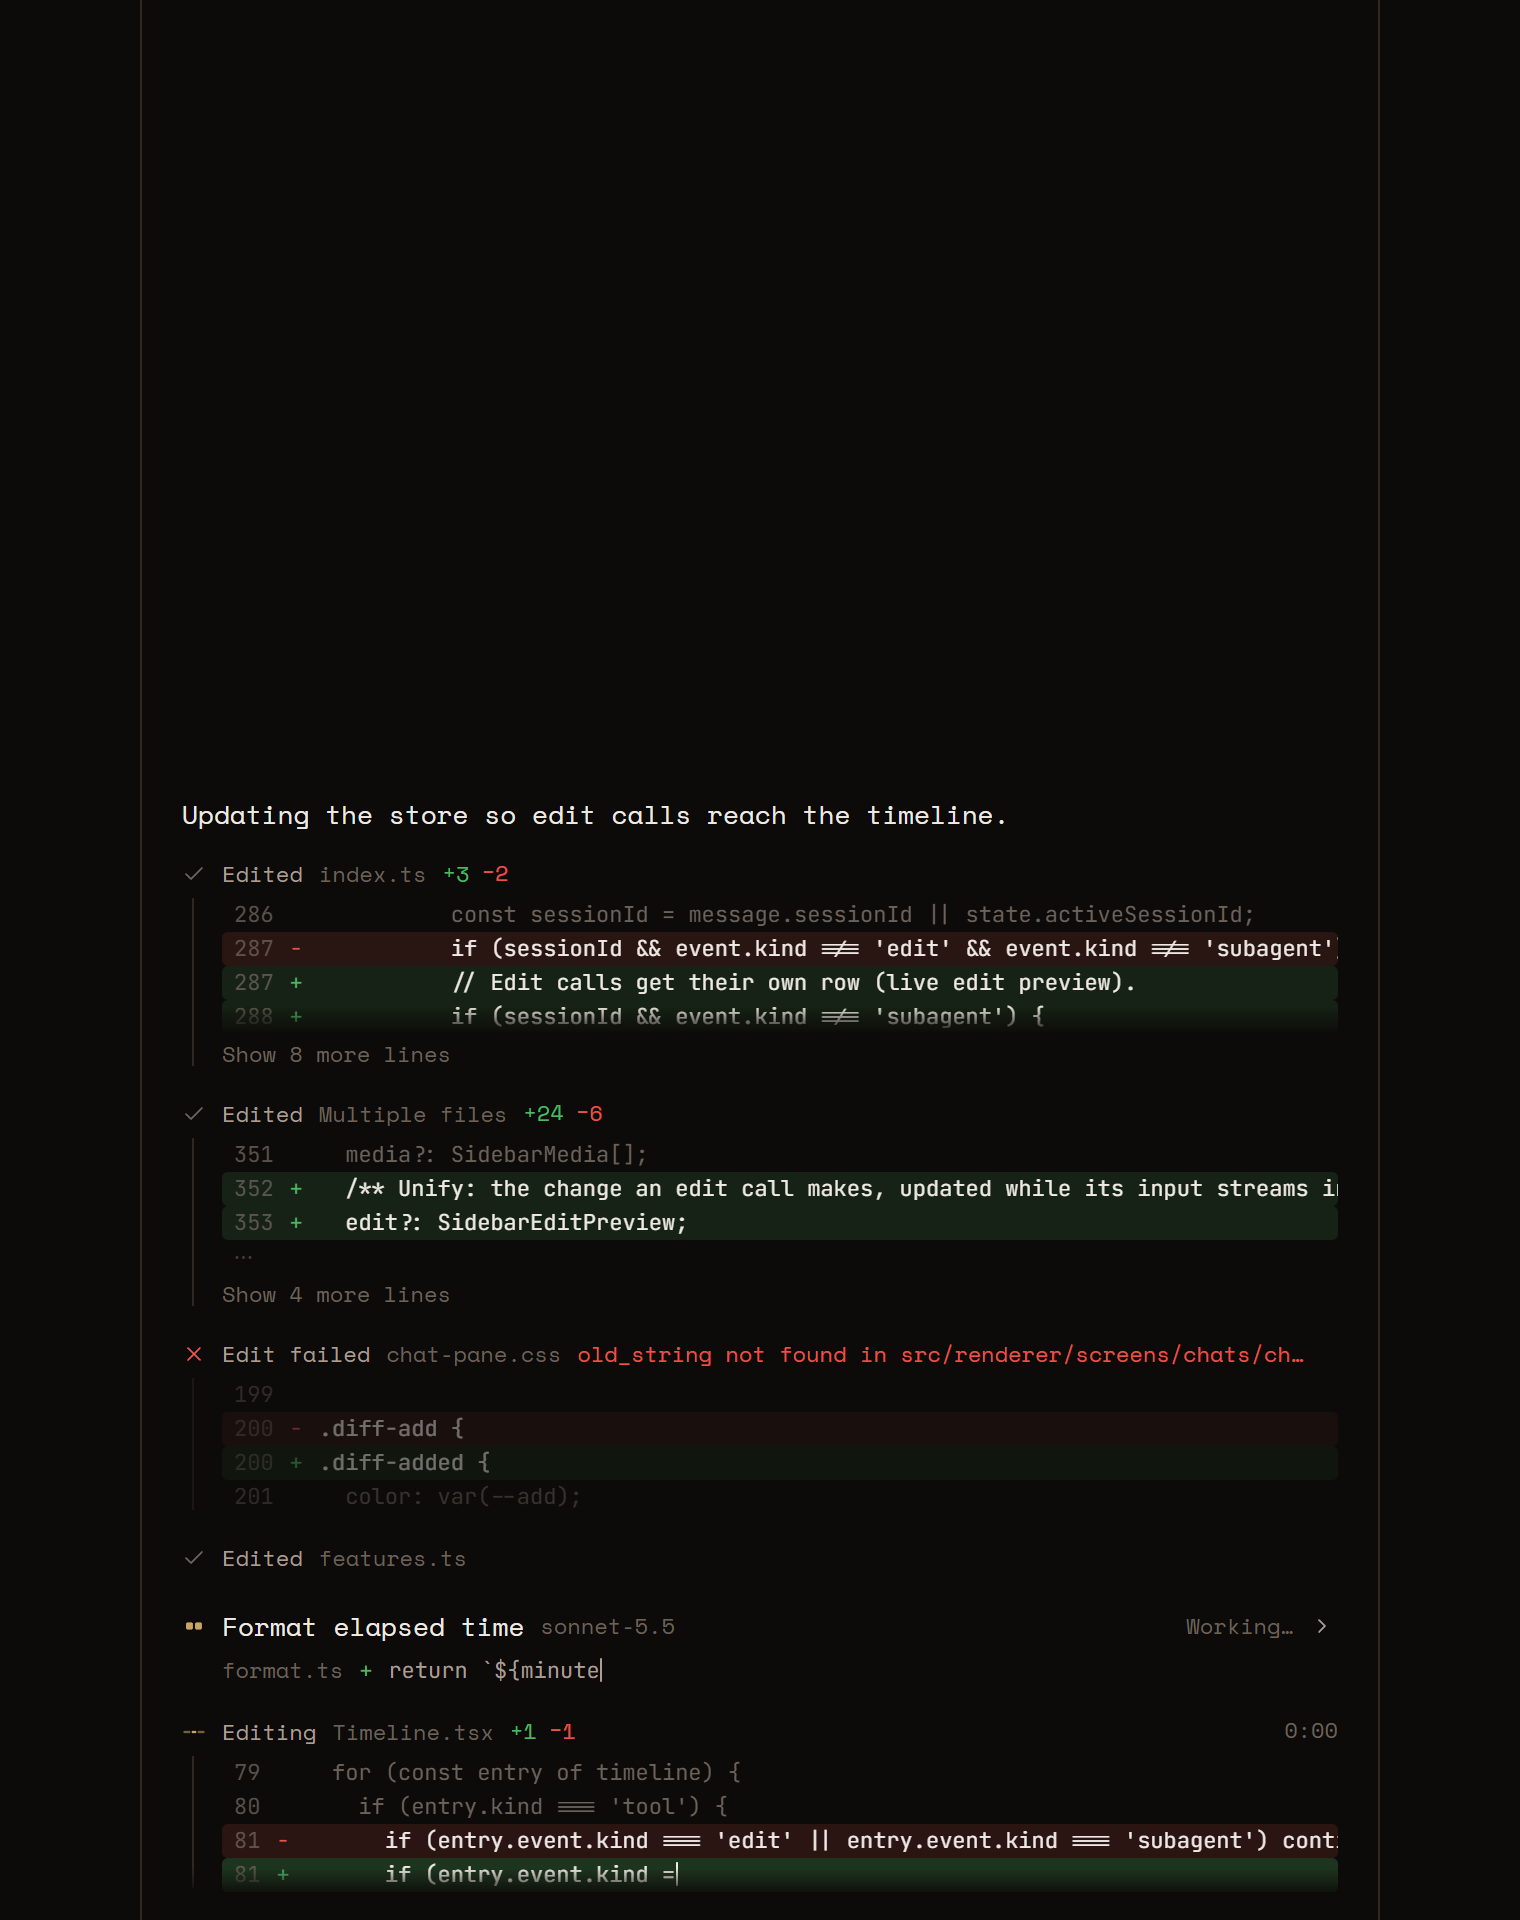 Updating the store so edit calls reach the timeline.
Edited index.ts +3 -2
286 const sessionId = message.sessionId || state.activeSessionId;
287 - if (sessionId && event.kind !== 'edit' && event.kind !== 'subagent')
287 + // Edit calls get their own row (live edit preview).
288 + if (sessionId && event.kind !== 'subagent') {
Show 8 more lines
Edited Multiple files +24 -6
351 media?: SidebarMedia[];
352 + /** Unify: the change an edit call makes, updated while its input streams in
353 + edit?: SidebarEditPreview;
...
Show 4 more lines
Edit failed chat-pane.css old_string not found in src/renderer/screens/chats/ch…
199
200 - .diff-add {
200 + .diff-added {
201 color: var(--add);
Edited features.ts
Format elapsed time sonnet-5.5 Working…
format.ts + return `${minute
Editing Timeline.tsx +1 -1 0:00
79 for (const entry of timeline) {
80 if (entry.kind === 'tool') {
81 - if (entry.event.kind === 'edit' || entry.event.kind === 'subagent') cont
81 + if (entry.event.kind =